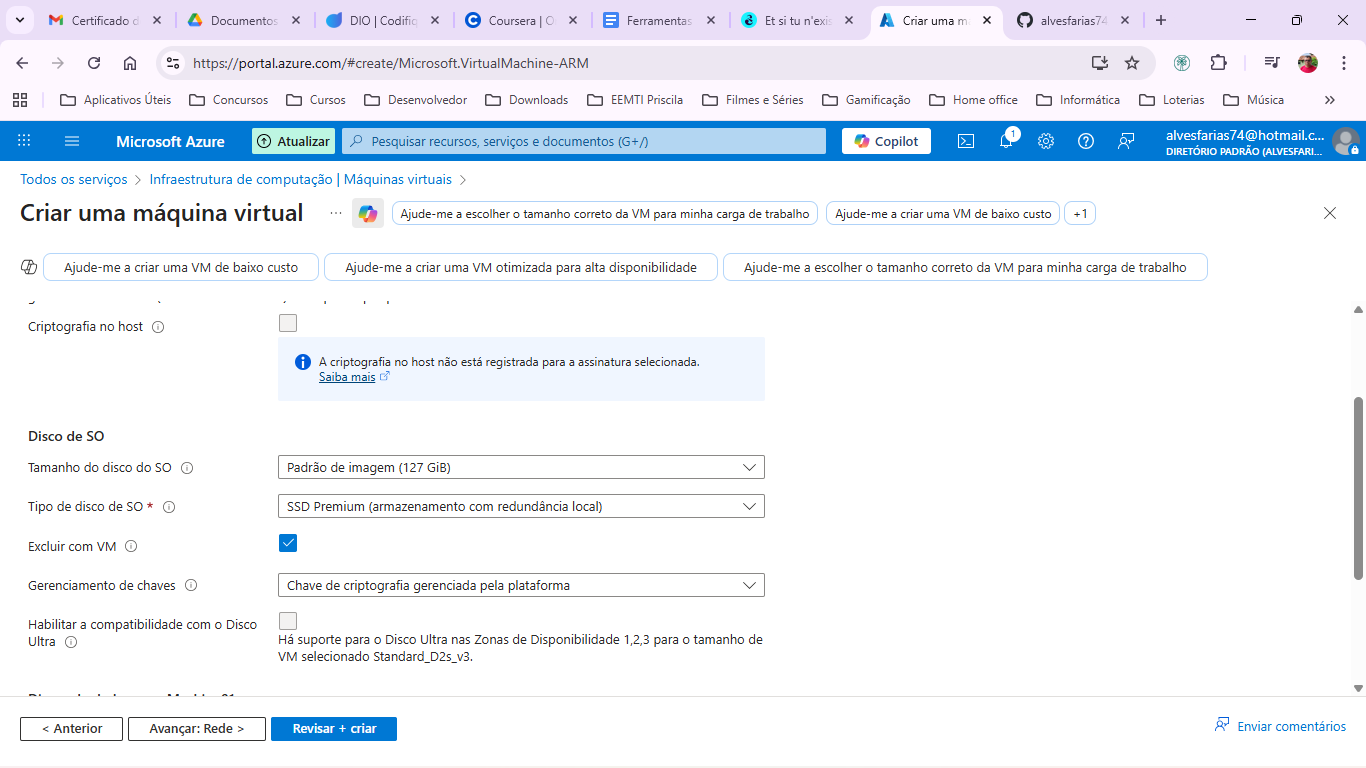 Certificado d
Documentos
DIO | Codifiq
Coursera | O
Ferramentas
Et si tu n'exis
Criar uma m
alvesfarias74
https://portal.azure.com/#create/Microsoft.VirtualMachine-ARM
Aplicativos Úteis
Concursos
Cursos
Desenvolvedor
Downloads
EEMTI Priscila
Filmes e Séries
Gamificação
Home office
Informática
Loterias
Música
Microsoft Azure
Atualizar
Pesquisar recursos, serviços e documentos (G+/)
Copilot
1
alvesfarias74@hotmail.c...
DIRETÓRIO PADRÃO (ALVESFARI...
Todos os serviços > Infraestrutura de computação | Máquinas virtuais >
Criar uma máquina virtual
...
Ajude-me a escolher o tamanho correto da VM para minha carga de trabalho
Ajude-me a criar uma VM de baixo custo
+1
Ajude-me a criar uma VM de baixo custo
Ajude-me a criar uma VM otimizada para alta disponibilidade
Ajude-me a escolher o tamanho correto da VM para minha carga de trabalho
Criptografia no host
A criptografia no host não está registrada para a assinatura selecionada.
Saiba mais
Disco de SO
Tamanho do disco do SO
Padrão de imagem (127 GiB)
Tipo de disco de SO *
SSD Premium (armazenamento com redundância local)
Excluir com VM
Gerenciamento de chaves
Chave de criptografia gerenciada pela plataforma
Habilitar a compatibilidade com o Disco
Ultra
Há suporte para o Disco Ultra nas Zonas de Disponibilidade 1,2,3 para o tamanho de
VM selecionado Standard_D2s_v3.
< Anterior
Avançar: Rede >
Revisar + criar
Enviar comentários